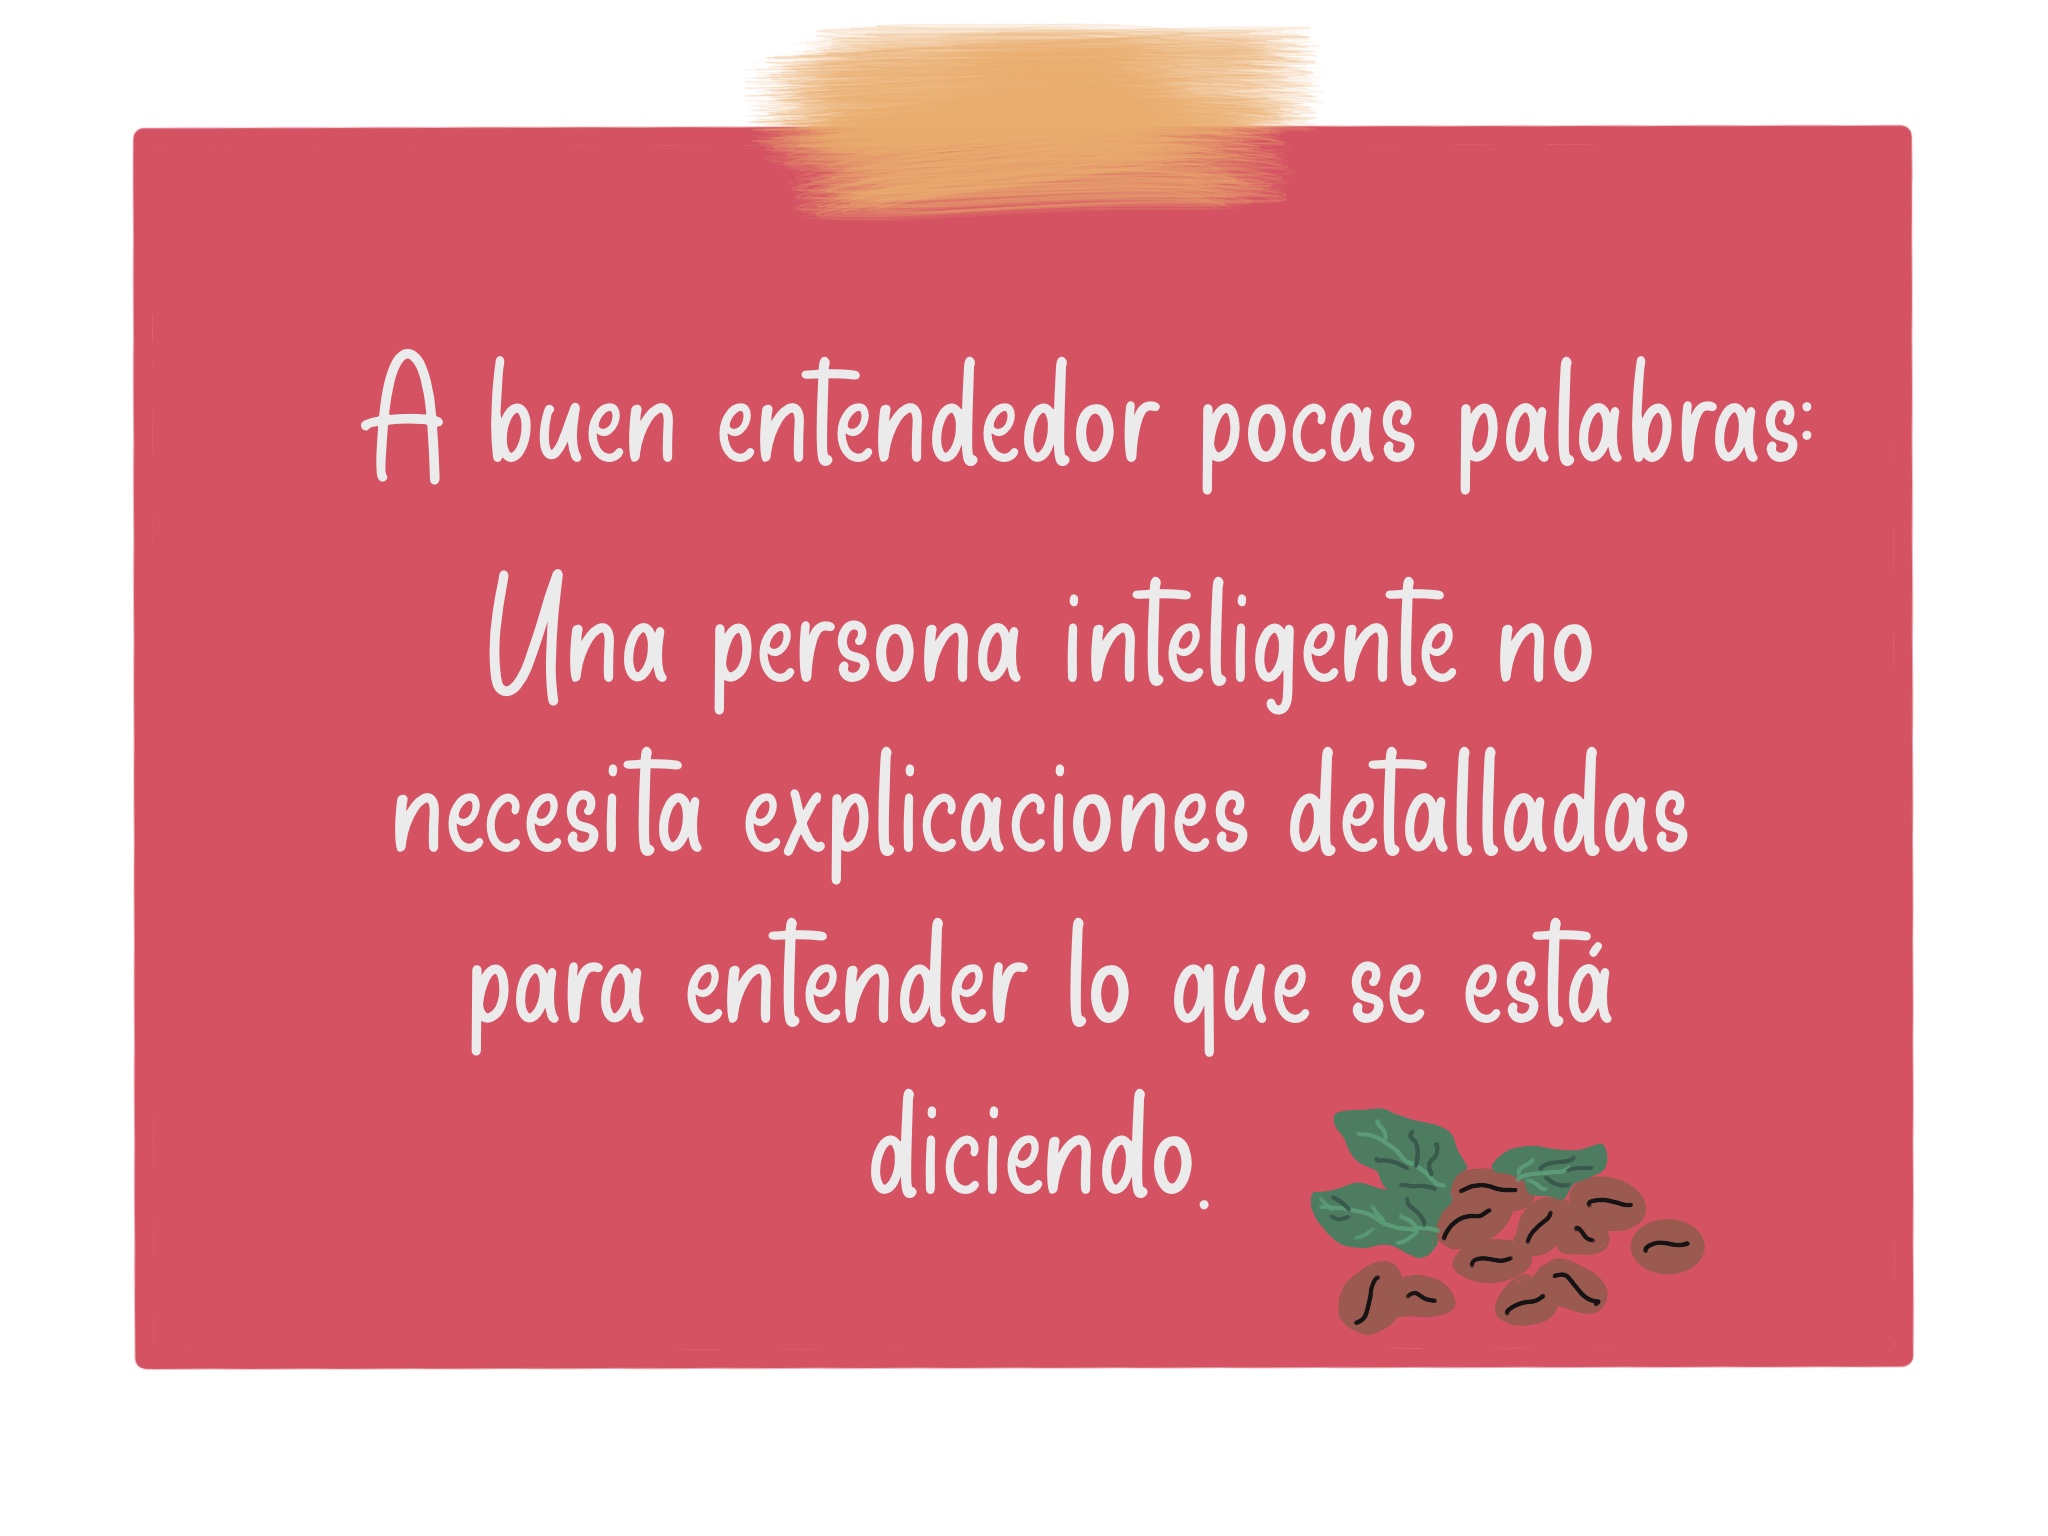 A buen entendedor pocas palabras:
Una persona inteligente no
necesita explicaciones detalladas
para entender lo que se está
diciendo.